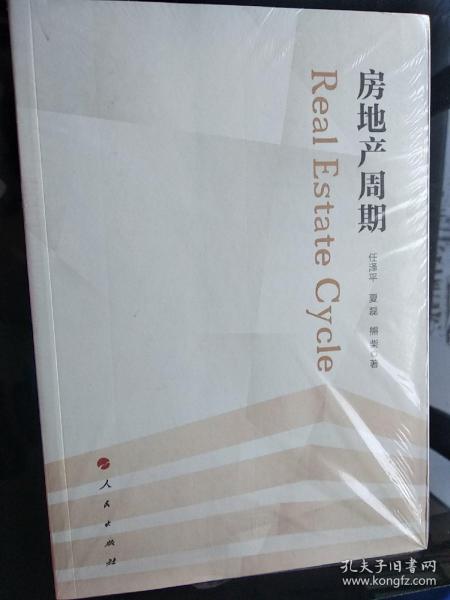 房地产周期
Real Estate Cycle
任泽平 夏磊 熊柴◎著
人民出版社
孔夫子旧书网
www.kongfz.com